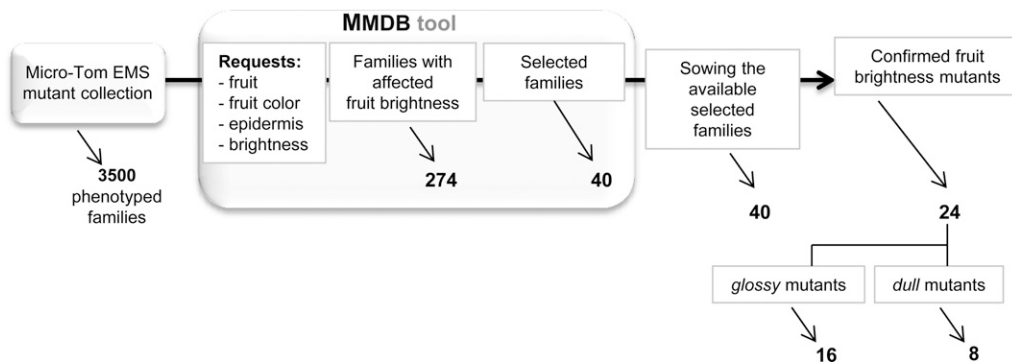 MMDB tool
Micro-Tom EMS
mutant collection
3500
phenotyped
families
Requests:
- fruit
- fruit color
- epidermis
- brightness
Families with
affected
fruit brightness
274
Selected
families
40
Sowing the
available
selected
families
40
Confirmed fruit
brightness mutants
24
glossy mutants
16
dull mutants
8